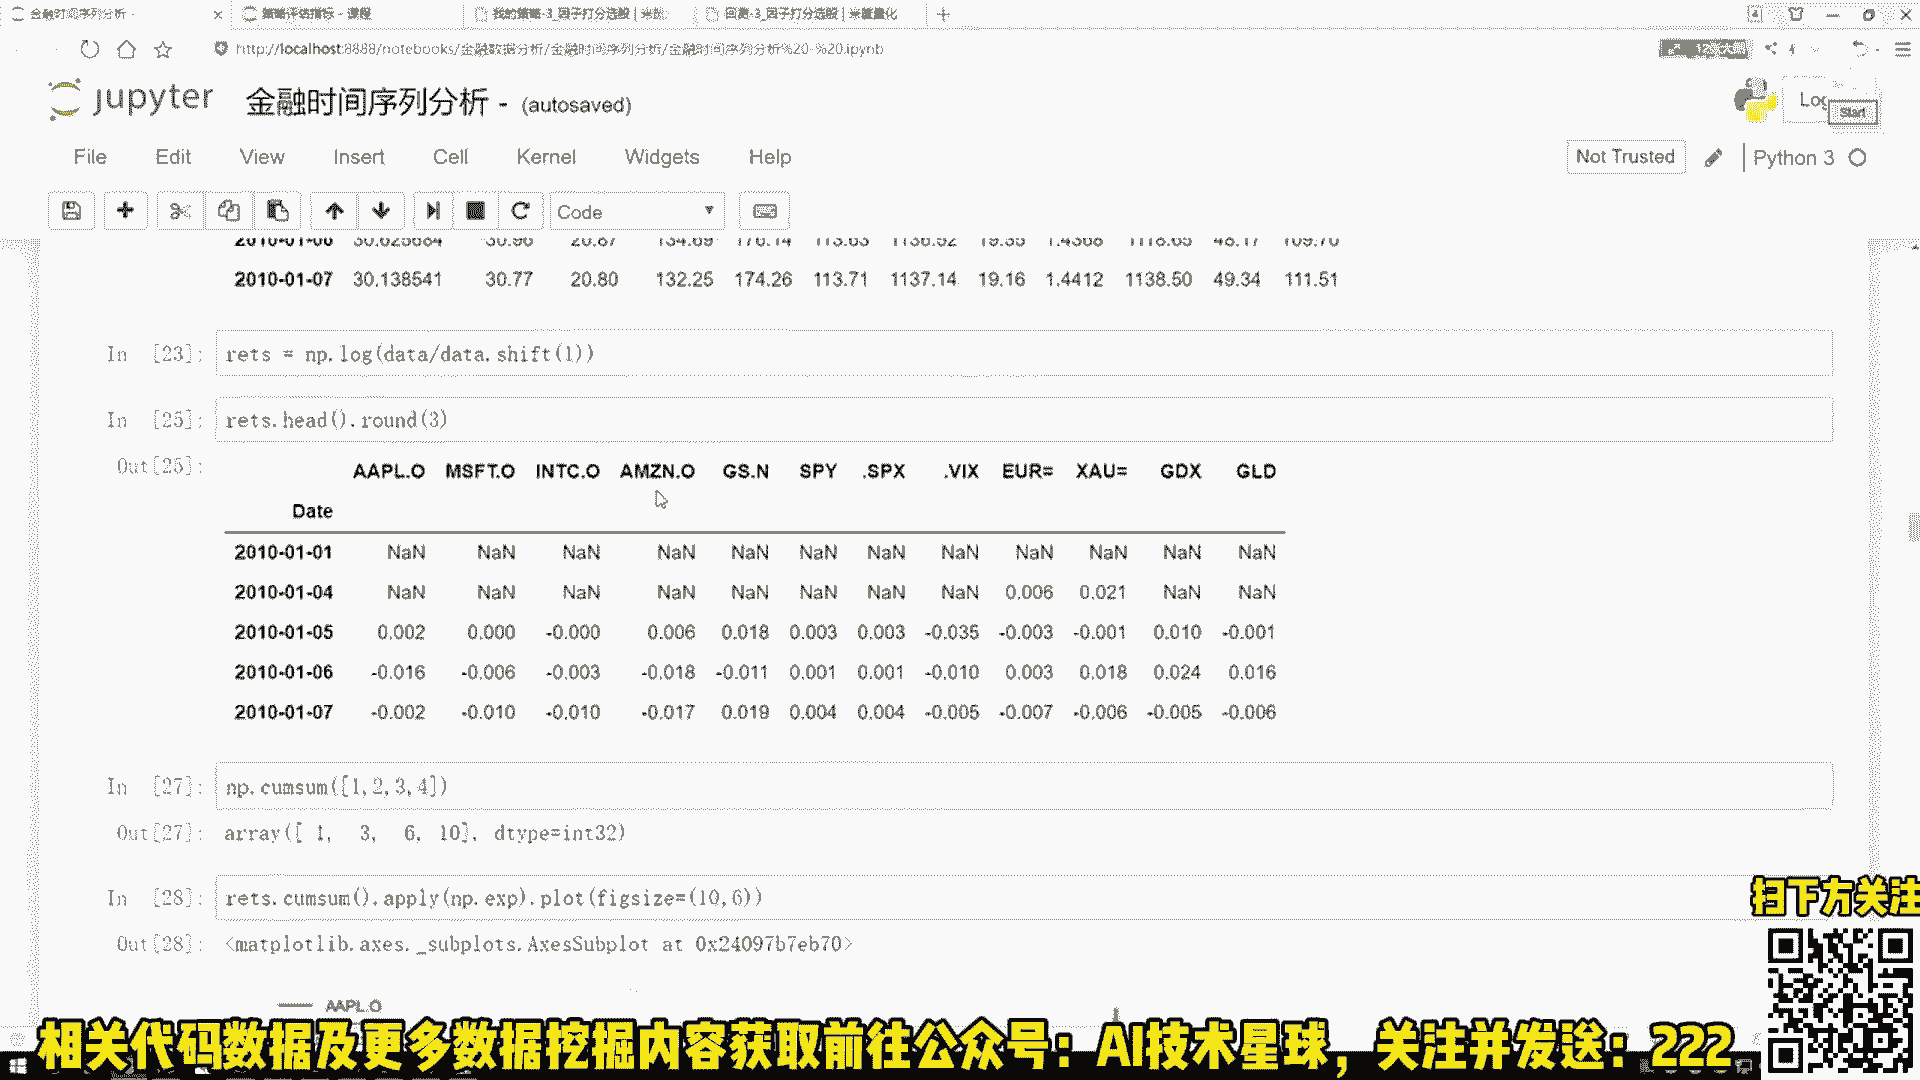 金融时间序列分析 -
策略评估指标 - 课程
我的策略-3_因子打分选股 | 米筐
回测-3_因子打分选股 | 米筐量化
http://localhost:8888/notebooks/金融数据分析/金融时间序列分析/金融时间序列分析%20-%20.ipynb
jupyter 金融时间序列分析 - (autosaved)
Start
File Edit View Insert Cell Kernel Widgets Help
Not Trusted Python 3
Code
2010-01-07 30.138541 30.77 20.80 132.25 174.26 113.71 1137.14 19.16 1.4412 1138.50 49.34 111.51
In [23]: rets = np.log(data/data.shift(1))
In [25]: rets.head().round(3)
Out[25]:
AAPL.O MSFT.O INTC.O AMZN.O GS.N SPY .SPX .VIX EUR= XAU= GDX GLD
Date
2010-01-01 NaN NaN NaN NaN NaN NaN NaN NaN NaN NaN NaN NaN
2010-01-04 NaN NaN NaN NaN NaN NaN NaN NaN 0.006 0.021 NaN NaN
2010-01-05 0.002 0.000 -0.000 0.006 0.018 0.003 0.003 -0.035 -0.003 -0.001 0.010 -0.001
2010-01-06 -0.016 -0.006 -0.003 -0.018 -0.011 0.001 0.001 -0.010 0.003 0.018 0.024 0.016
2010-01-07 -0.002 -0.010 -0.010 -0.017 0.019 0.004 0.004 -0.005 -0.007 -0.006 -0.005 -0.006
In [27]: np.cumsum([1,2,3,4])
Out[27]: array([ 1, 3, 6, 10], dtype=int32)
In [28]: rets.cumsum().apply(np.exp).plot(figsize=(10,6))
Out[28]: <matplotlib.axes._subplots.AxesSubplot at 0x24097b7eb70>
AAPL.O
扫下方关注
相关代码数据及更多数据挖掘内容获取前往公众号：AI技术星球，关注并发送：222